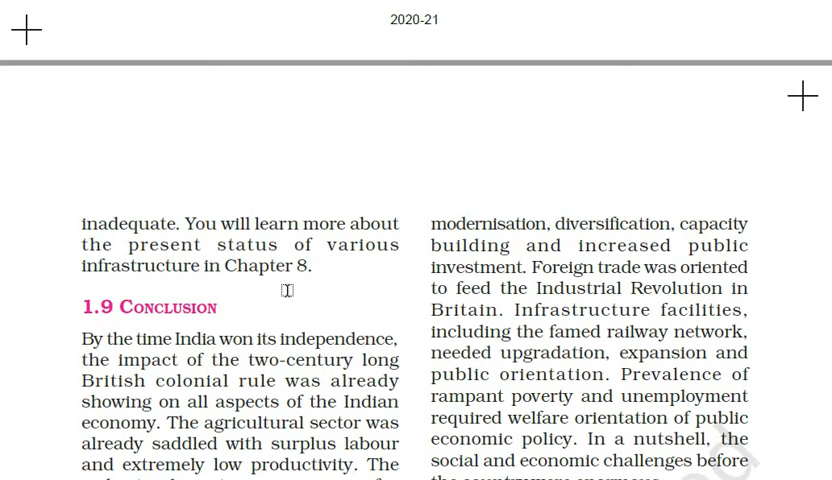 2020-21
inadequate. You will learn more about
the present status of various
infrastructure in Chapter 8.
1.9 CONCLUSION
By the time India won its independence,
the impact of the two-century long
British colonial rule was already
showing on all aspects of the Indian
economy. The agricultural sector was
already saddled with surplus labour
and extremely low productivity. The
modernisation, diversification, capacity
building and increased public
investment. Foreign trade was oriented
to feed the Industrial Revolution in
Britain. Infrastructure facilities,
including the famed railway network,
needed upgradation, expansion and
public orientation. Prevalence of
rampant poverty and unemployment
required welfare orientation of public
economic policy. In a nutshell, the
social and economic challenges before